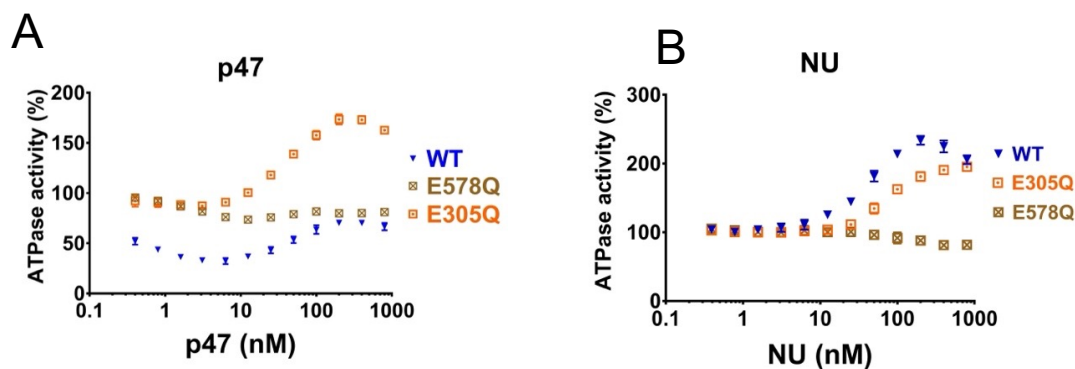 A
p47
ATPase activity (%)
200
150
100
50
0
0.1
1
10
100
1000
p47 (nM)
WT
E578Q
E305Q
B
NU
ATPase activity (%)
300
200
100
0
0.1
1
10
100
1000
NU (nM)
WT
E305Q
E578Q